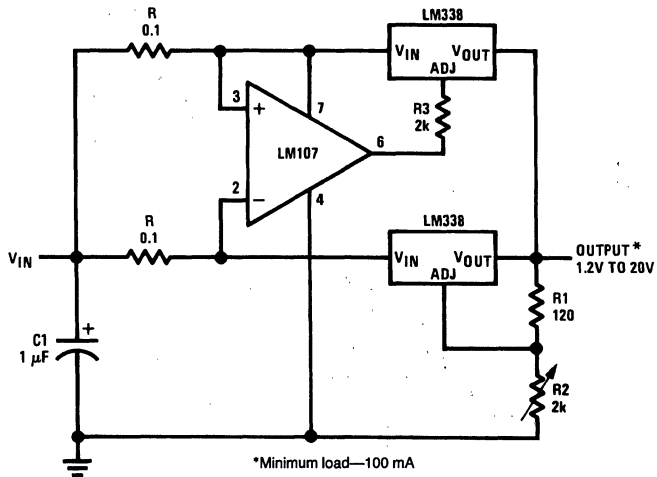 R
0.1
LM338
VIN
VOUT
ADJ
3
+
7
R3
2k
LM107
6
2
−
4
R
0.1
LM338
VIN
VIN
VOUT
ADJ
OUTPUT*
1.2V TO 20V
R1
120
C1
1 μF
+
R2
2k
*Minimum load—100 mA